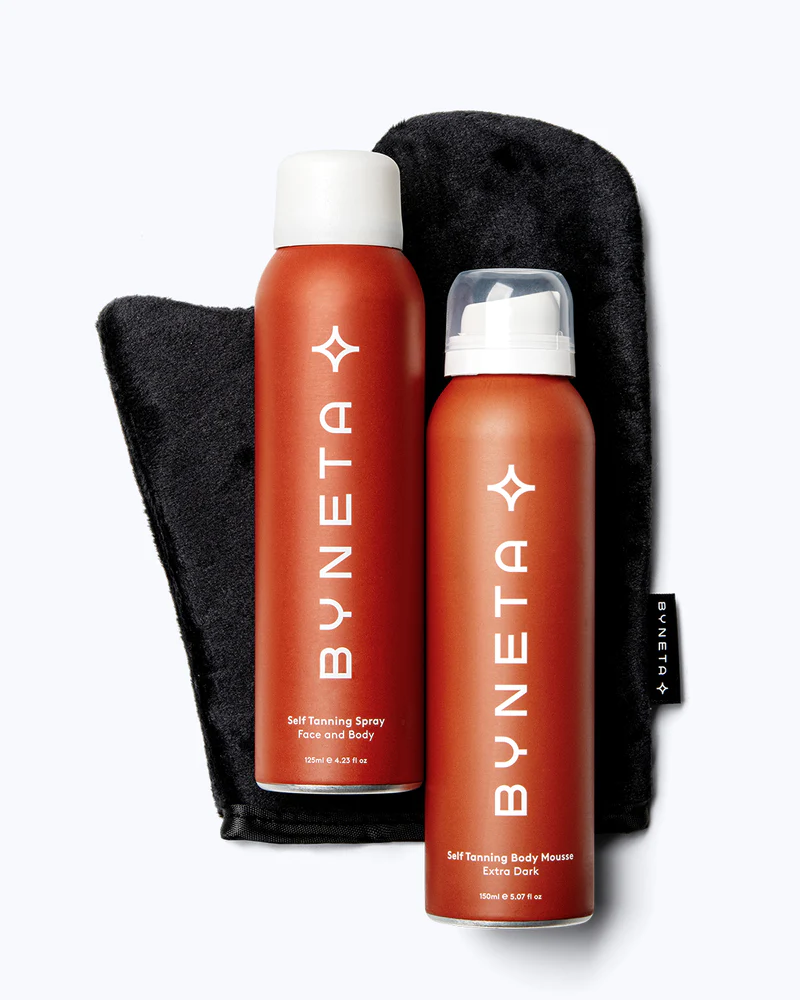 BYNETA
Self Tanning Spray
Face and Body
125ml e 4.23 fl oz
BYNETA
Self Tanning Body Mousse
Extra Dark
150ml e 5.07 fl oz
BYNETA